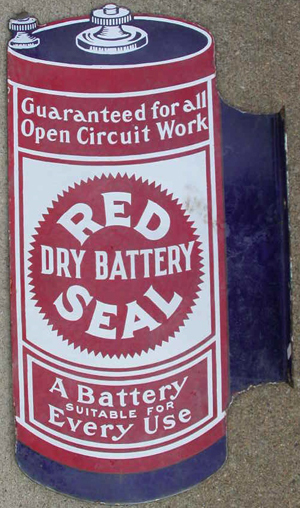 Guaranteed for all
Open Circuit Work
RED
DRY BATTERY
SEAL
A Battery
SUITABLE FOR
Every Use